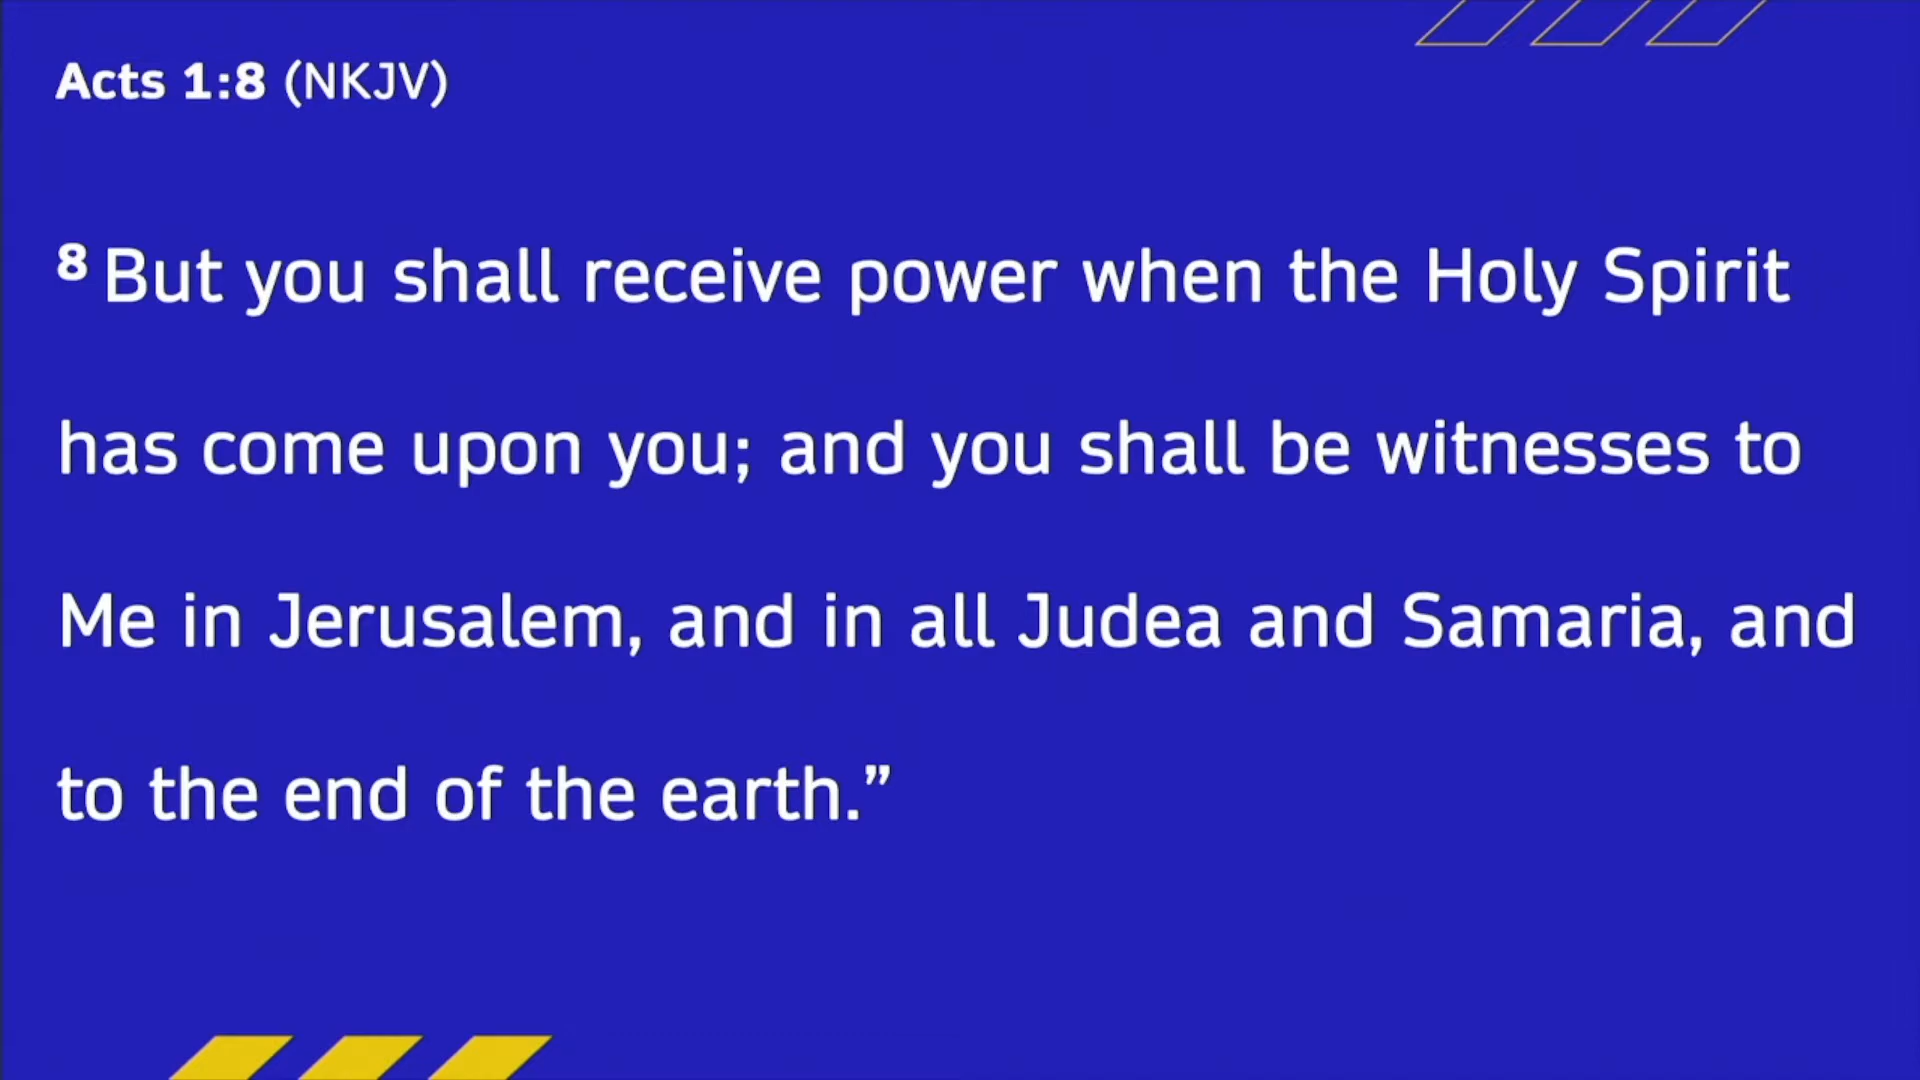 Acts 1:8 (NKJV)
8 But you shall receive power when the Holy Spirit
has come upon you; and you shall be witnesses to
Me in Jerusalem, and in all Judea and Samaria, and
to the end of the earth.”